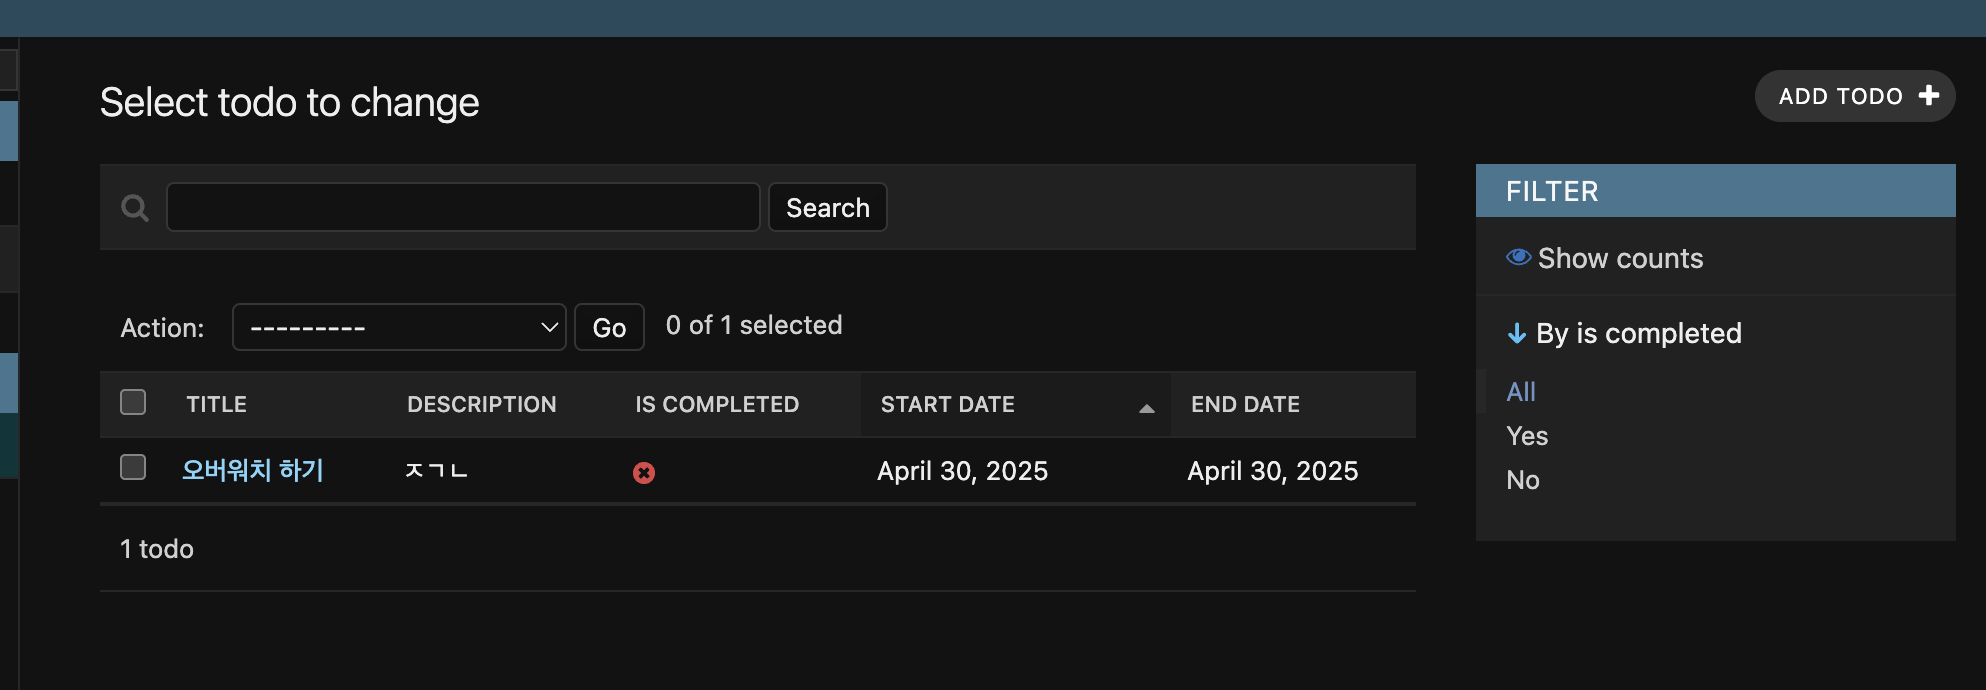 Select todo to change
ADD TODO
Search
FILTER
Show counts
Action: --------- Go 0 of 1 selected
By is completed
All
Yes
No
TITLE DESCRIPTION IS COMPLETED START DATE END DATE
오버워치 하기 ㅈㄱㄴ April 30, 2025 April 30, 2025
1 todo